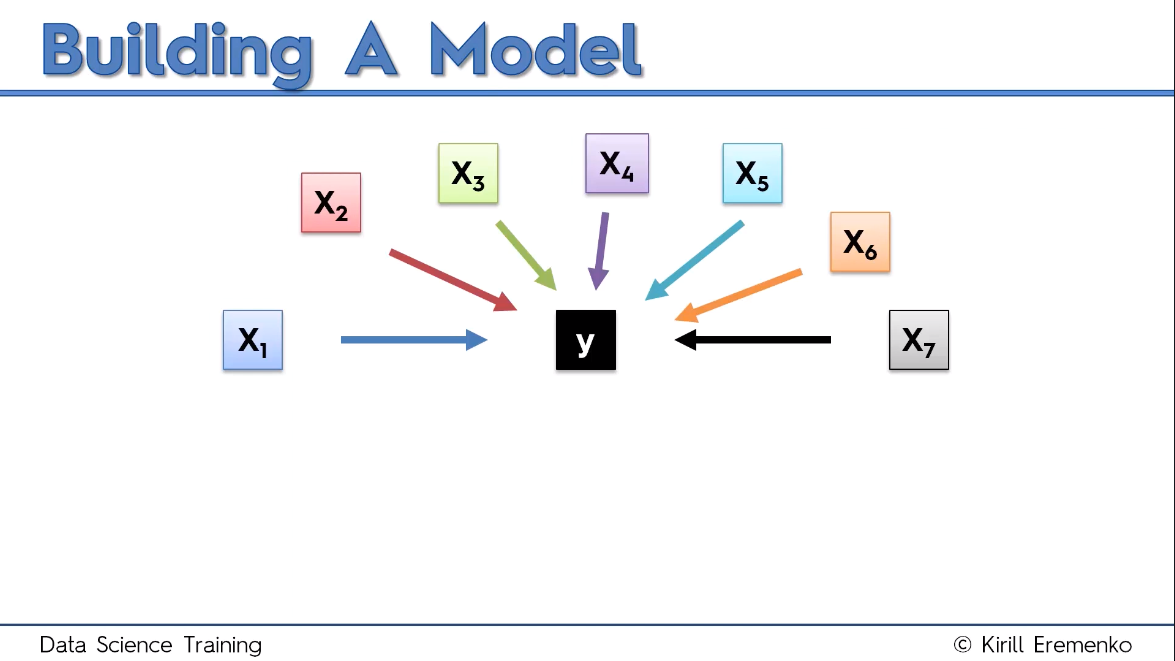 Building A Model
X₁
X₂
X₃
X₄
X₅
X₆
X₇
y
Data Science Training
© Kirill Eremenko